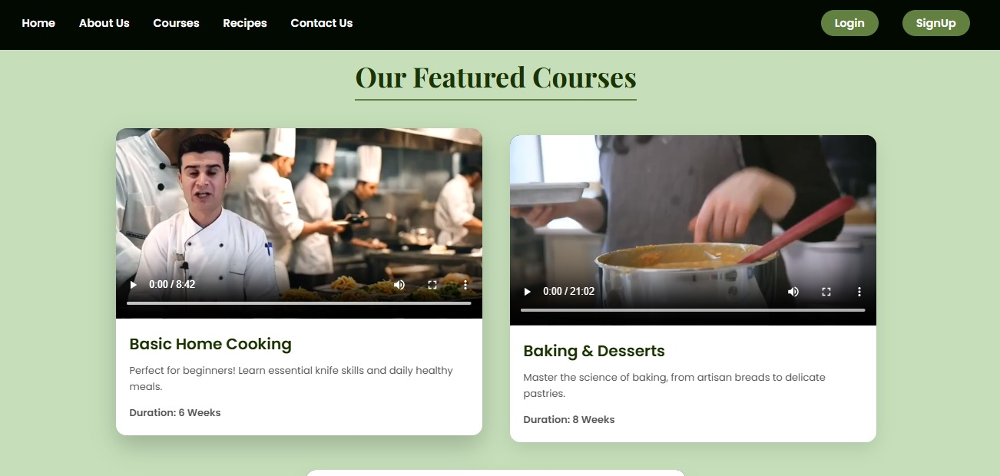 Home About Us Courses Recipes Contact Us Login SignUp
Our Featured Courses
0:00 / 8:42
Basic Home Cooking
Perfect for beginners! Learn essential knife skills and daily healthy
meals.
Duration: 6 Weeks
0:00 / 21:02
Baking & Desserts
Master the science of baking, from artisan breads to delicate
pastries.
Duration: 8 Weeks